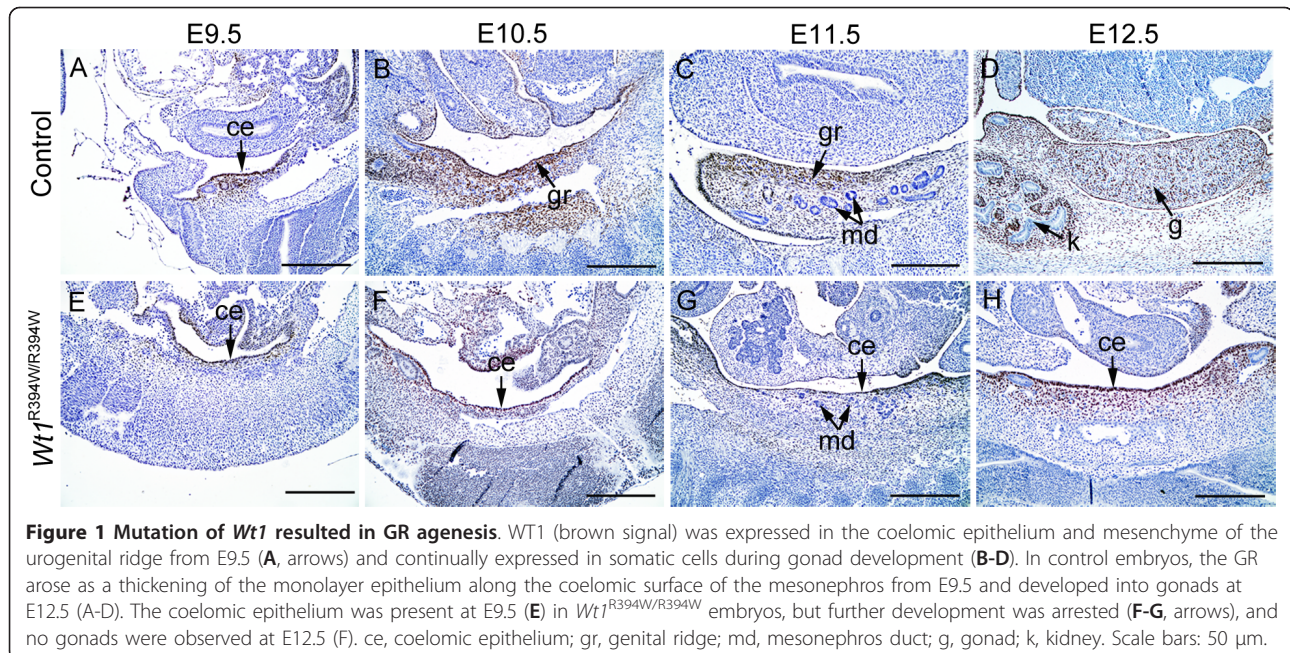 E9.5 E10.5 E11.5 E12.5
Control
A ce
B gr
C gr md
D k g
Wt1R394W/R394W
E ce
F ce
G ce md
H ce
Figure 1 Mutation of Wt1 resulted in GR agenesis. WT1 (brown signal) was expressed in the coelomic epithelium and mesenchyme of the
urogenital ridge from E9.5 (A, arrows) and continually expressed in somatic cells during gonad development (B-D). In control embryos, the GR
arose as a thickening of the monolayer epithelium along the coelomic surface of the mesonephros from E9.5 and developed into gonads at
E12.5 (A-D). The coelomic epithelium was present at E9.5 (E) in Wt1R394W/R394W embryos, but further development was arrested (F-G, arrows), and
no gonads were observed at E12.5 (F). ce, coelomic epithelium; gr, genital ridge; md, mesonephros duct; g, gonad; k, kidney. Scale bars: 50 μm.